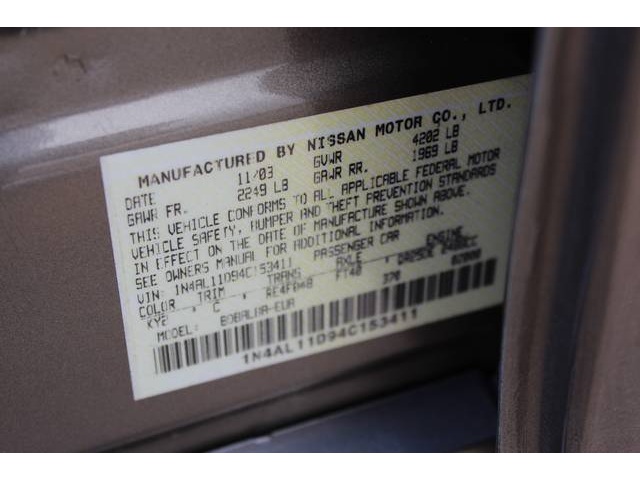 MANUFACTURED BY NISSAN MOTOR CO., LTD.
DATE 11/03 GVWR 4202 LB
GAWR FR. 2249 LB GAWR RR. 1969 LB
THIS VEHICLE CONFORMS TO ALL APPLICABLE FEDERAL MOTOR
VEHICLE SAFETY, BUMPER AND THEFT PREVENTION STANDARDS
IN EFFECT ON THE DATE OF MANUFACTURE SHOWN ABOVE.
SEE OWNERS MANUAL FOR ADDITIONAL INFORMATION.
VIN: 1N4AL11D94C153411 PASSENGER CAR
COLOR TRIM TRANS AXLE ENGINE
KY2 C RE4F04B FT40 370 QR25DE
MODEL:
1N4AL11D94C153411